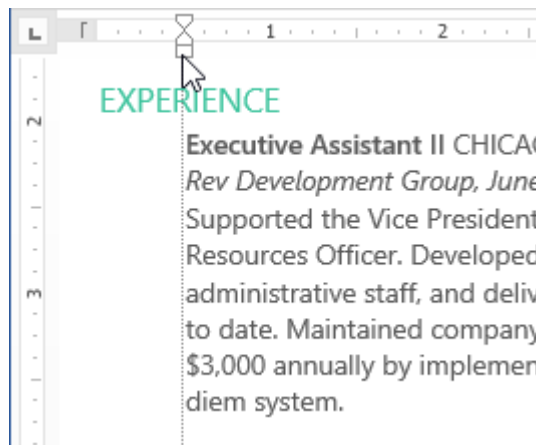 1 2
EXPERIENCE
2
Executive Assistant II CHICA
Rev Development Group, June
Supported the Vice President
Resources Officer. Developed
3
administrative staff, and deliv
to date. Maintained company
$3,000 annually by implemen
diem system.